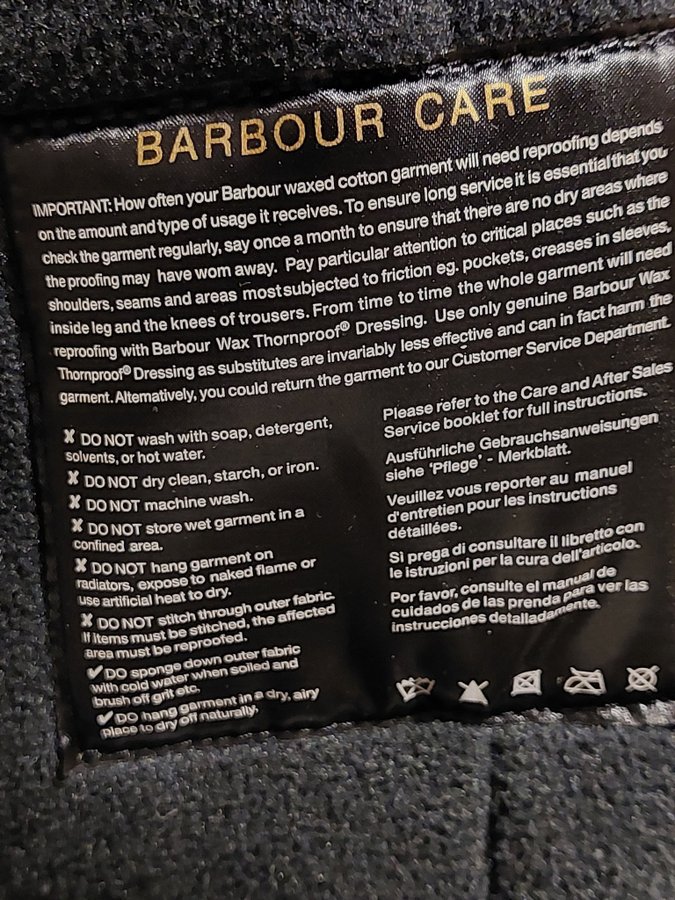 BARBOUR CARE
IMPORTANT: How often your Barbour waxed cotton garment will need reproofing depends
on the amount and type of usage it receives. To ensure long service it is essential that you
check the garment regularly, say once a month to ensure that there are no dry areas where
the proofing may have worn away. Pay particular attention to critical places such as the
shoulders, seams and areas most subjected to friction eg. pockets, creases in sleeves,
inside leg and the knees of trousers. From time to time the whole garment will need
reproofing with Barbour Wax Thornproof® Dressing. Use only genuine Barbour Wax
Thornproof® Dressing as substitutes are invariably less effective and can in fact harm the
garment. Alternatively, you could return the garment to our Customer Service Department.
✗ DO NOT wash with soap, detergent,
solvents, or hot water.
✗ DO NOT dry clean, starch, or iron.
✗ DO NOT machine wash.
✗ DO NOT store wet garment in a
confined area.
✗ DO NOT hang garment on
radiators, expose to naked flame or
use artificial heat to dry.
✗ DO NOT stitch through outer fabric.
If items must be stitched, the affected
area must be reproofed.
✓ DO sponge down outer fabric
with cold water when soiled and
brush off grit etc.
✓ DO hang garment in a dry, airy
place to dry off naturally.
Please refer to the Care and After Sales
Service booklet for full instructions.
Ausführliche Gebrauchsanweisungen
siehe 'Pflege' - Merkblatt.
Veuillez vous reporter au manuel
d'entretien pour les instructions
détaillées.
Si prega di consultare il libretto con
le istruzioni per la cura dell'articolo.
Por favor, consulte el manual de
cuidados de las prenda para ver las
instrucciones detalladamente.